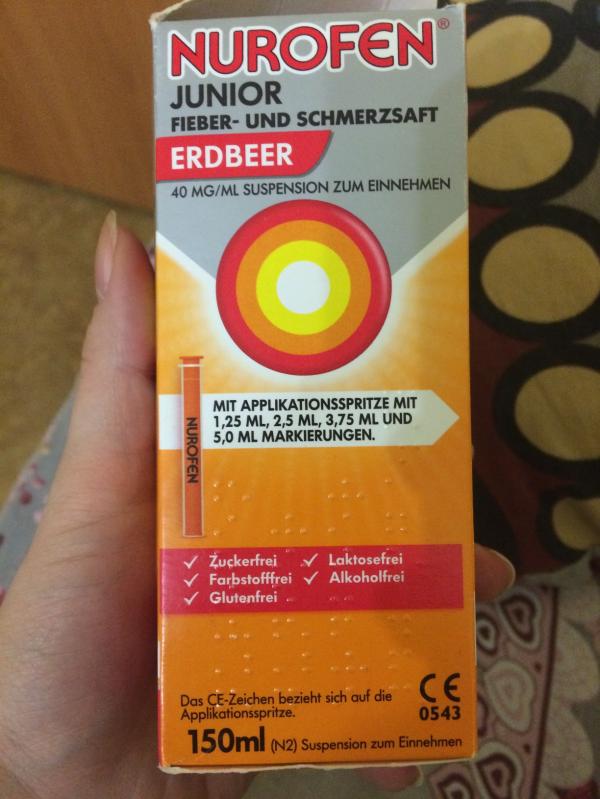 NUROFEN®
JUNIOR
FIEBER- UND SCHMERZSAFT
ERDBEER
40 MG/ML SUSPENSION ZUM EINNEHMEN
MIT APPLIKATIONSSPRITZE MIT
1,25 ML, 2,5 ML, 3,75 ML UND
5,0 ML MARKIERUNGEN.
NUROFEN
✓ Zuckerfrei ✓ Laktosefrei
✓ Farbstofffrei ✓ Alkoholfrei
✓ Glutenfrei
Das CE-Zeichen bezieht sich auf die
Applikationsspritze.
CE
0543
150ml (N2) Suspension zum Einnehmen